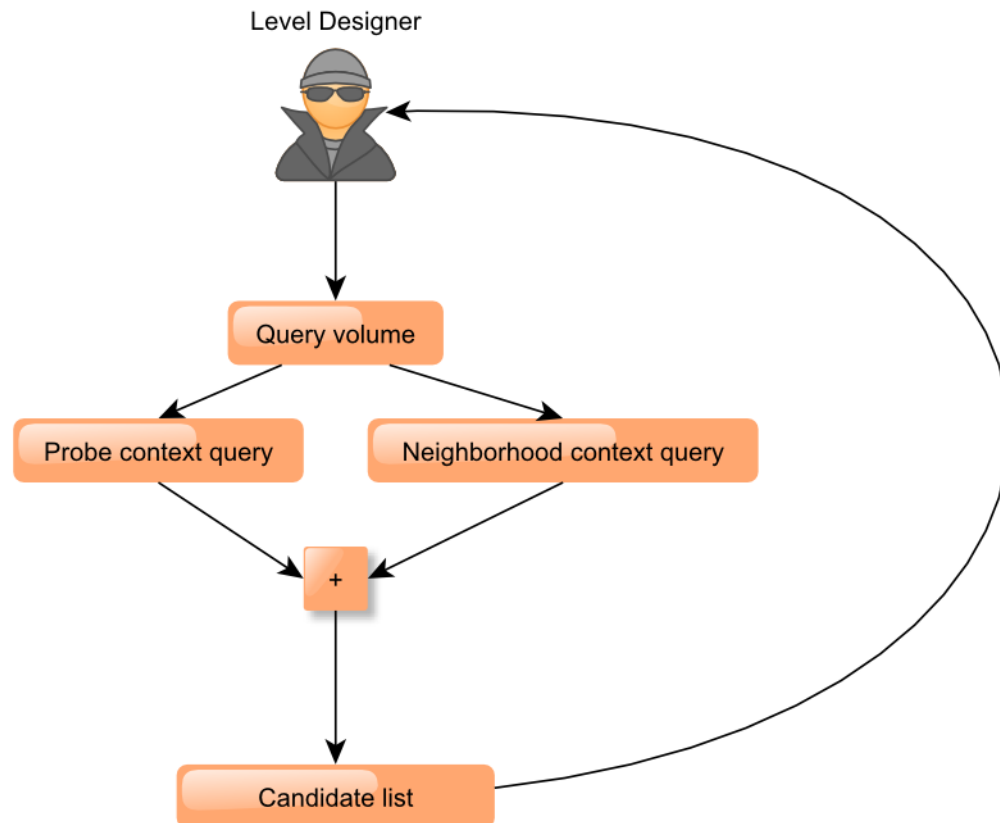 Level Designer
Query volume
Probe context query
Neighborhood context query
+
Candidate list